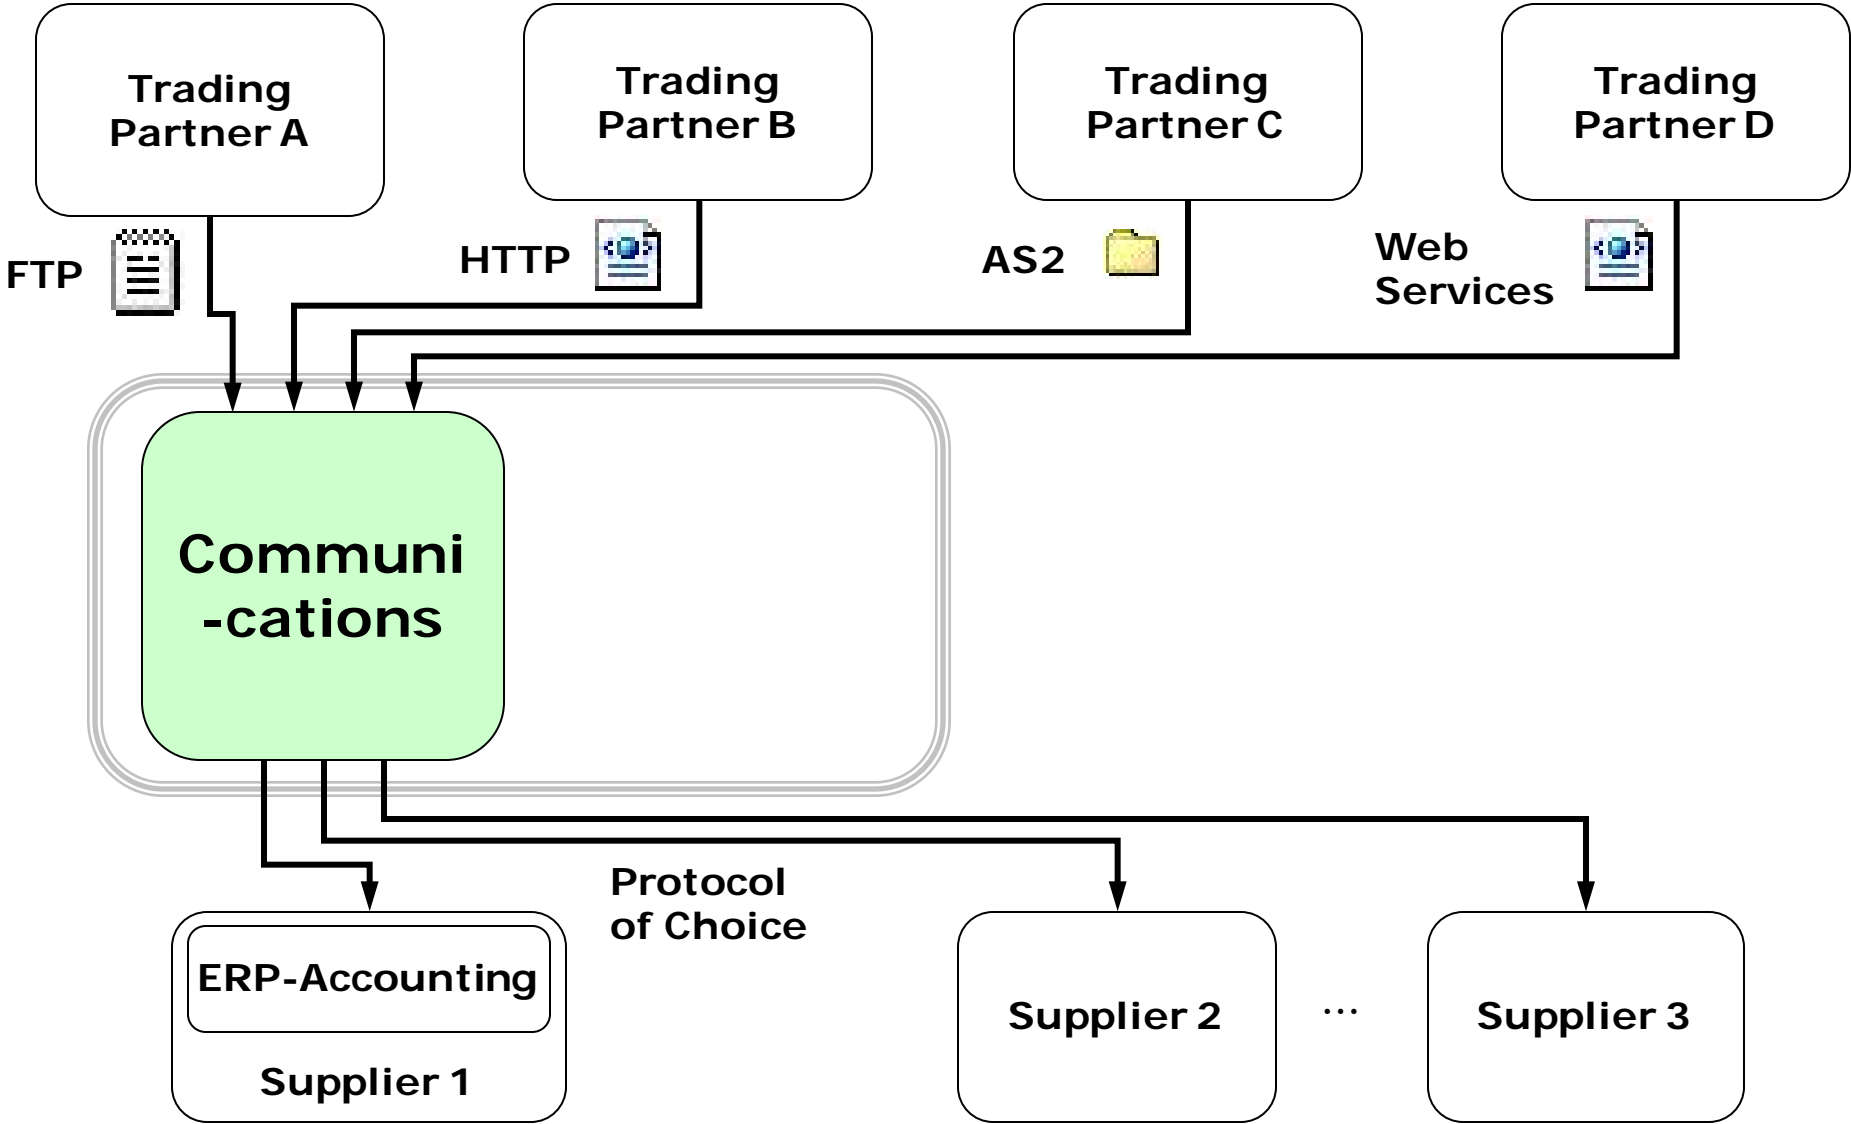 Trading
Partner A
Trading
Partner B
Trading
Partner C
Trading
Partner D
FTP
HTTP
AS2
Web
Services
Communi
-cations
Protocol
of Choice
ERP-Accounting
Supplier 1
Supplier 2
...
Supplier 3